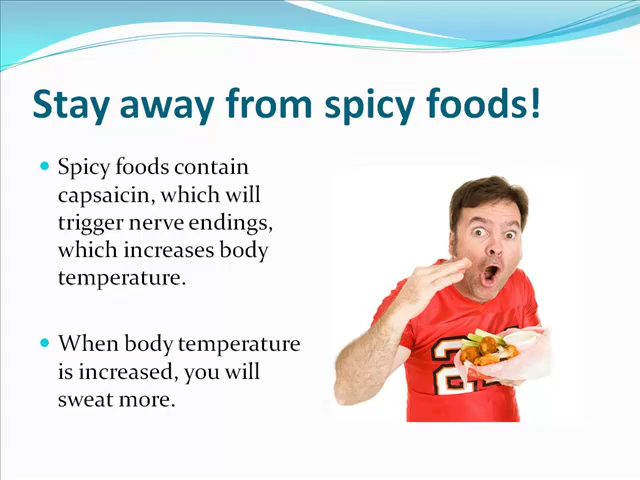 Stay away from spicy foods!
Spicy foods contain
capsaicin, which will
trigger nerve endings,
which increases body
temperature.
When body temperature
is increased, you will
sweat more.